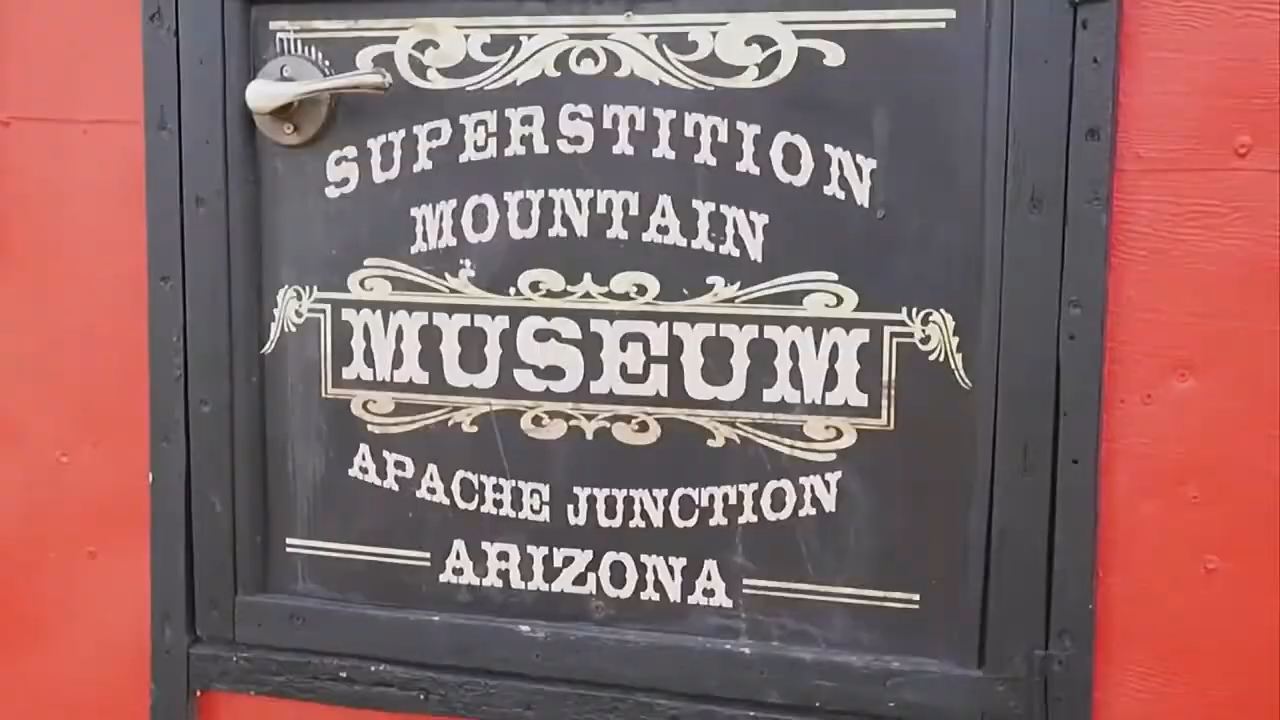 SUPERSTITION
MOUNTAIN
MUSEUM
APACHE JUNCTION
ARIZONA